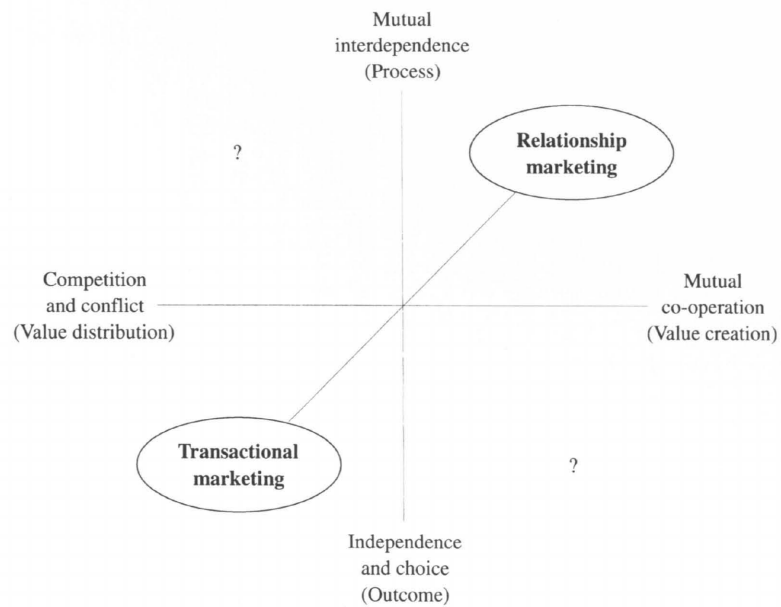 Mutual
interdependence
(Process)
?
Relationship
marketing
Competition
and conflict
(Value distribution)
Mutual
co-operation
(Value creation)
Transactional
marketing
?
Independence
and choice
(Outcome)